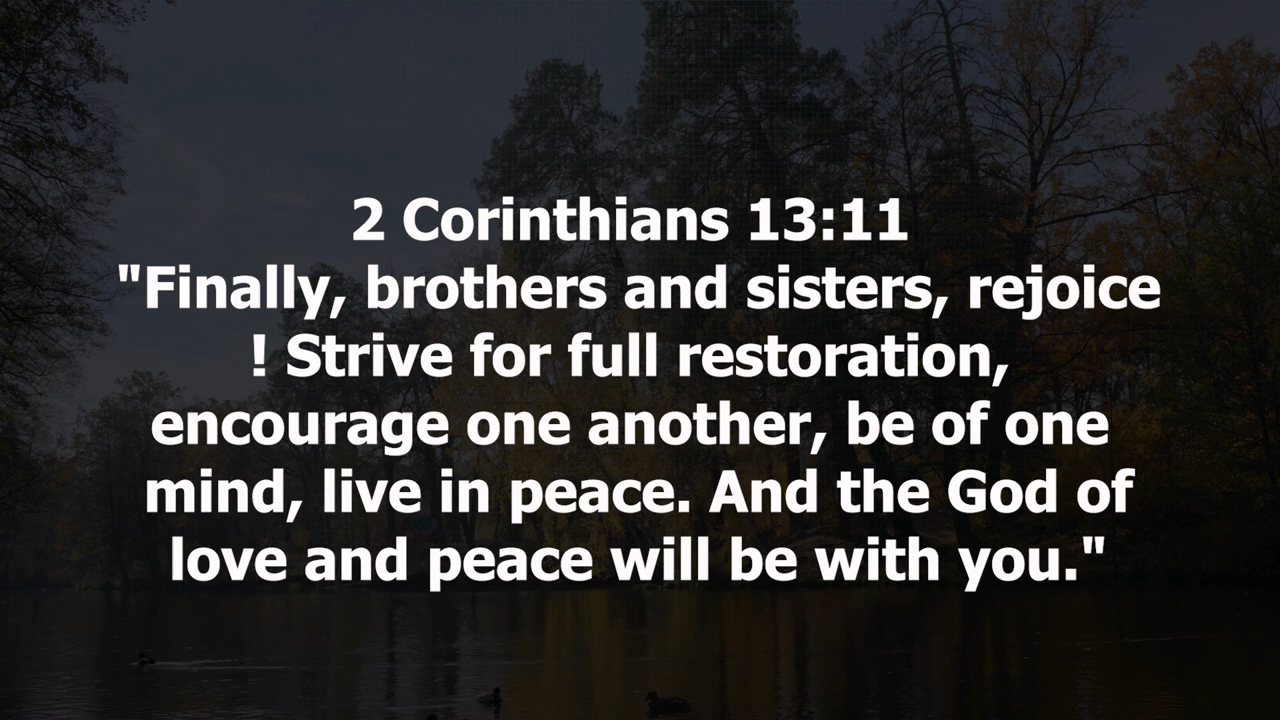 2 Corinthians 13:11
"Finally, brothers and sisters, rejoice
! Strive for full restoration,
encourage one another, be of one
mind, live in peace. And the God of
love and peace will be with you."